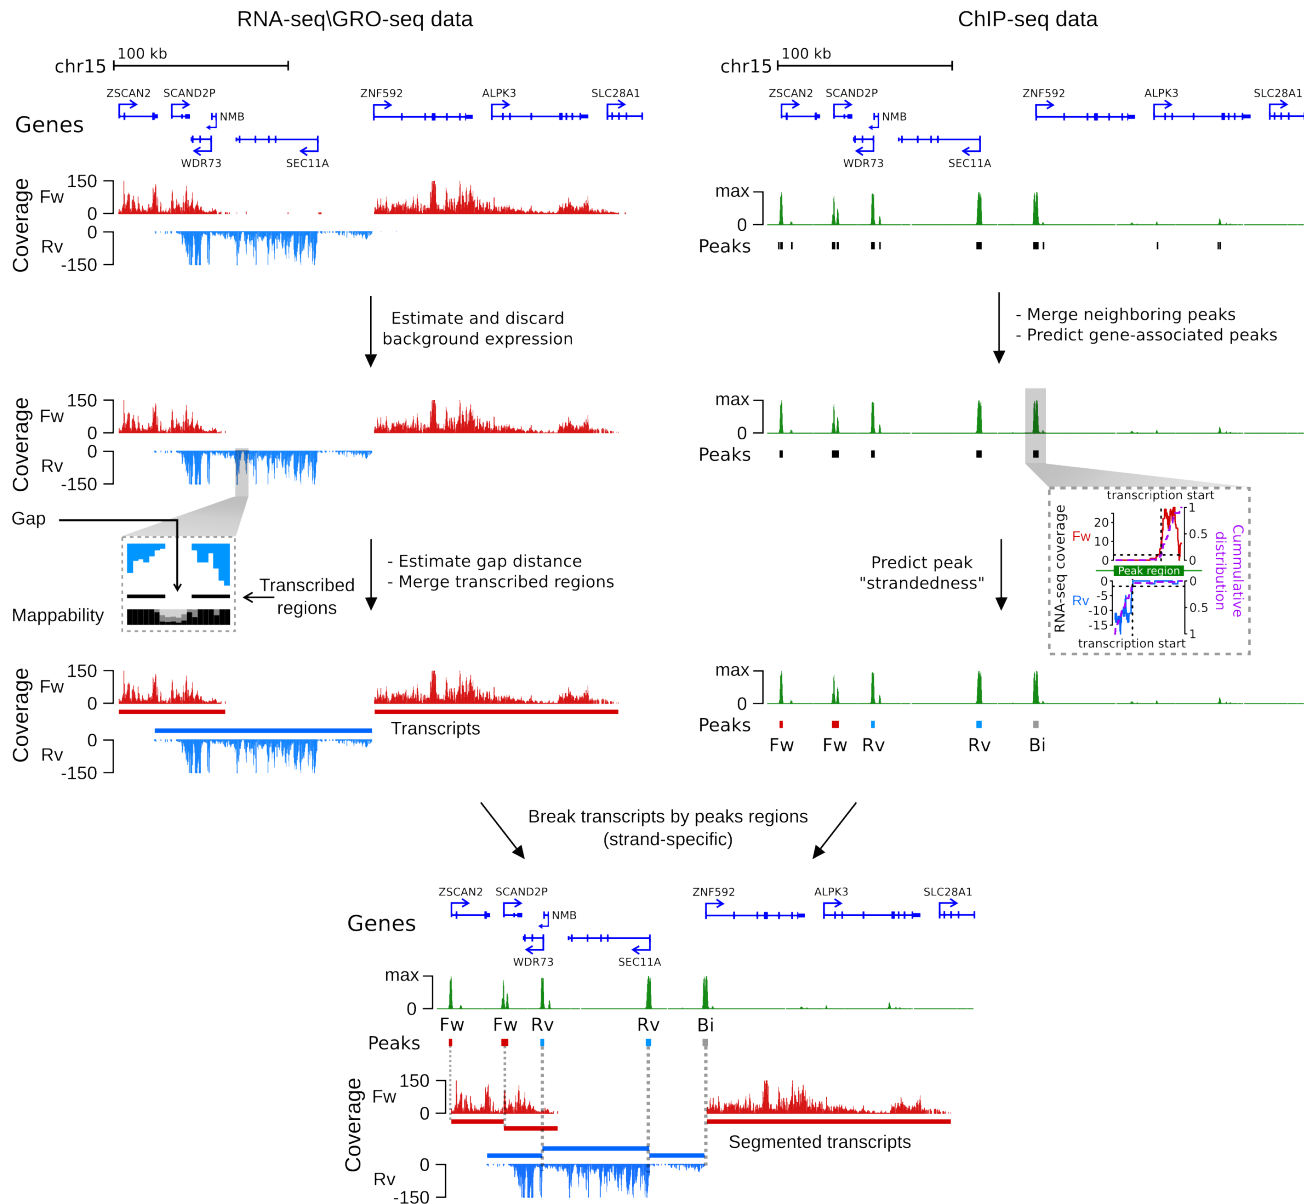 RNA-seq\GRO-seq data
ChIP-seq data
100 kb
chr15
100 kb
chr15
ZSCAN2
SCAND2P
ZNF592
ALPK3
SLC28A1
Genes
NMB
WDR73
SEC11A
ZSCAN2
SCAND2P
ZNF592
ALPK3
SLC28A1
NMB
WDR73
SEC11A
Coverage
Fw
150
0
Rv
0
-150
max
0
Peaks
Estimate and discard
background expression
- Merge neighboring peaks
- Predict gene-associated peaks
Coverage
Fw
150
0
Rv
0
-150
max
0
Peaks
Gap
Mappability
Transcribed
regions
- Estimate gap distance
- Merge transcribed regions
Predict peak
"strandedness"
transcription start
RNA-seq coverage
Fw
20
10
0
1
0.5
0
Peak region
Rv
0
-5
-10
-15
0
0.5
1
Cummulative
distribution
transcription start
Coverage
Fw
150
0
Transcripts
Rv
0
-150
max
0
Peaks
Fw
Fw
Rv
Rv
Bi
Break transcripts by peaks regions
(strand-specific)
ZSCAN2
SCAND2P
ZNF592
ALPK3
SLC28A1
Genes
NMB
WDR73
SEC11A
max
0
Fw
Fw
Rv
Rv
Bi
Peaks
Coverage
Fw
150
0
Segmented transcripts
Rv
0
-150